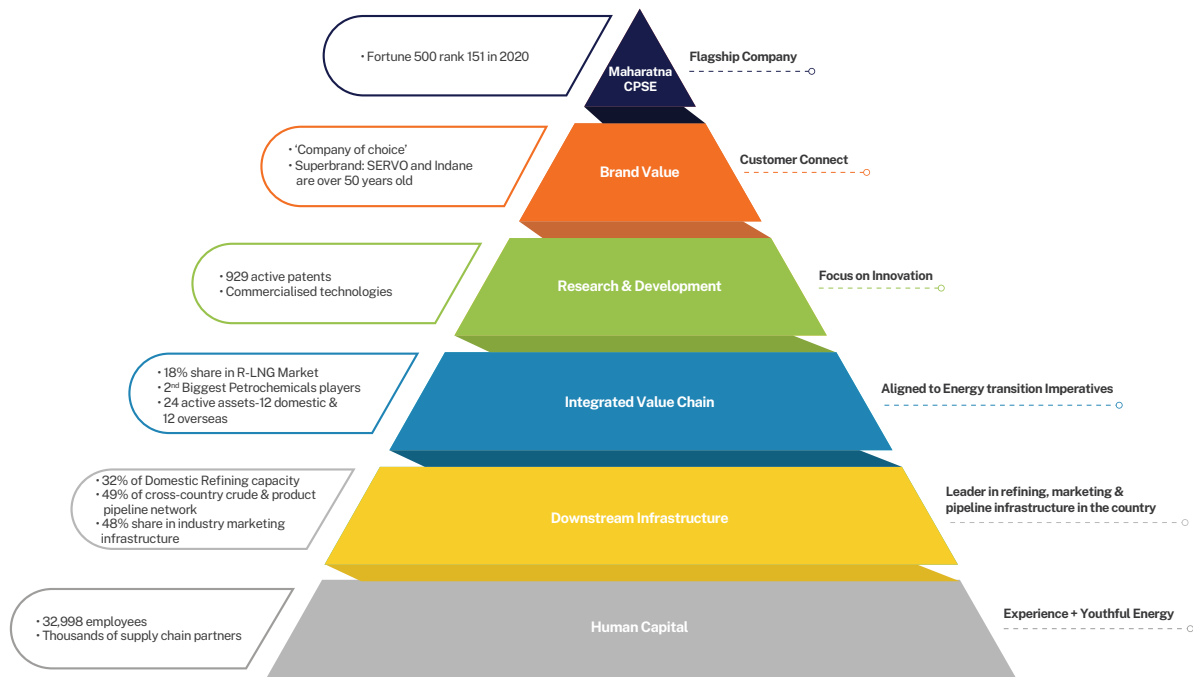 • Fortune 500 rank 151 in 2020
Maharatna
CPSE
Flagship Company
• ‘Company of choice’
• Superbrand: SERVO and Indane
are over 50 years old
Brand Value
Customer Connect
• 929 active patents
• Commercialised technologies
Research & Development
Focus on Innovation
• 18% share in R-LNG Market
• 2nd Biggest Petrochemicals players
• 24 active assets-12 domestic &
12 overseas
Integrated Value Chain
Aligned to Energy transition Imperatives
• 32% of Domestic Refining capacity
• 49% of cross-country crude & product
pipeline network
• 48% share in industry marketing
infrastructure
Downstream Infrastructure
Leader in refining, marketing &
pipeline infrastructure in the country
• 32,998 employees
• Thousands of supply chain partners
Human Capital
Experience + Youthful Energy